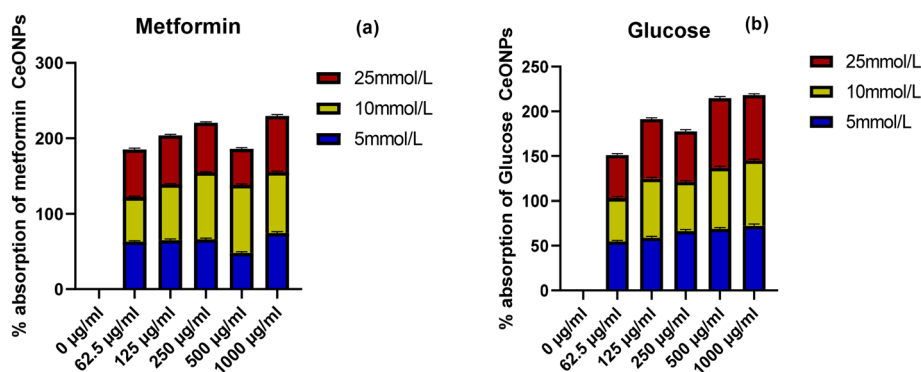 Metformin
(a)
% absorption of metformin CeONPs
300
200
100
0
0 µg/ml
62.5 µg/ml
125 µg/ml
250 µg/ml
500 µg/ml
1000 µg/ml
25mmol/L
10mmol/L
5mmol/L
Glucose
(b)
% absorption of Glucose CeONPs
250
200
150
100
50
0
0 µg/ml
62.5 µg/ml
125 µg/ml
250 µg/ml
500 µg/ml
1000 µg/ml
25mmol/L
10mmol/L
5mmol/L